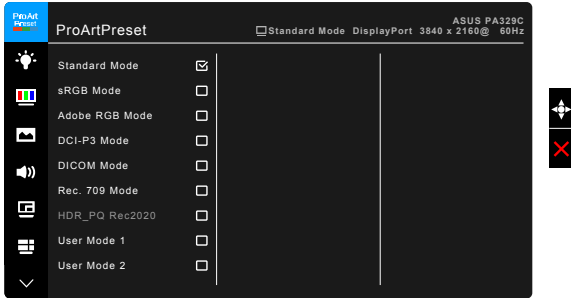 ProArt
Preset
ProArtPreset
ASUS PA329C
Standard Mode DisplayPort 3840 x 2160@ 60Hz
Standard Mode
sRGB Mode
Adobe RGB Mode
DCI-P3 Mode
DICOM Mode
Rec. 709 Mode
HDR_PQ Rec2020
User Mode 1
User Mode 2